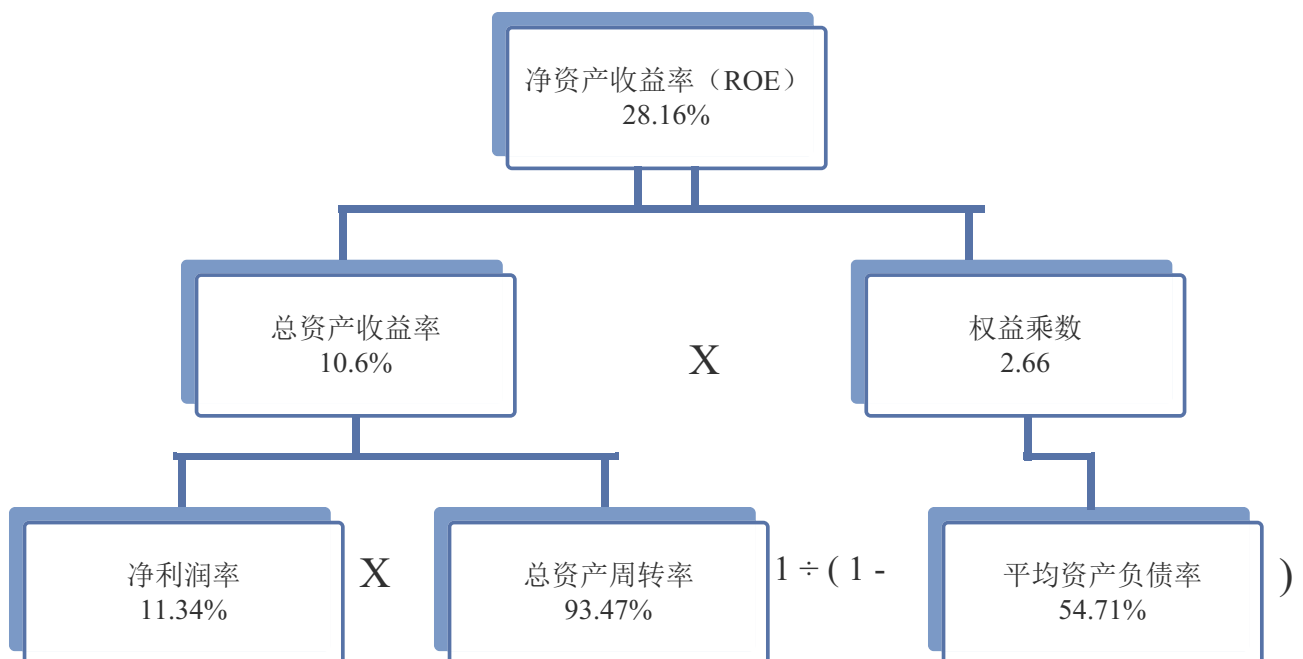 净资产收益率（ROE）
28.16%
总资产收益率
10.6%
X
权益乘数
2.66
净利润率
11.34%
X
总资产周转率
93.47%
1 ÷ ( 1 -
平均资产负债率
54.71%
)